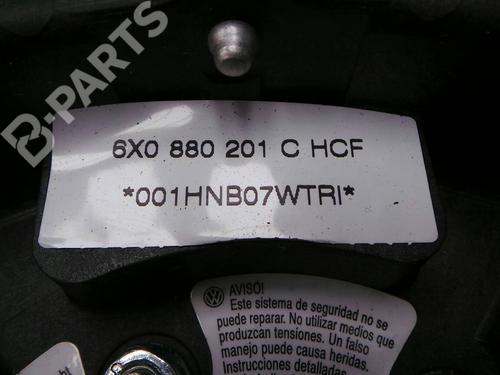 B-PARTS
6X0 880 201 C HCF
*001HNB07WTRI*
AVISO!
Este sistema de seguridad no se
puede reparar. No utilizar medios que
produzcan tensiones. Un falso
manejo puede causa heridas.
Instrucciones detalladas